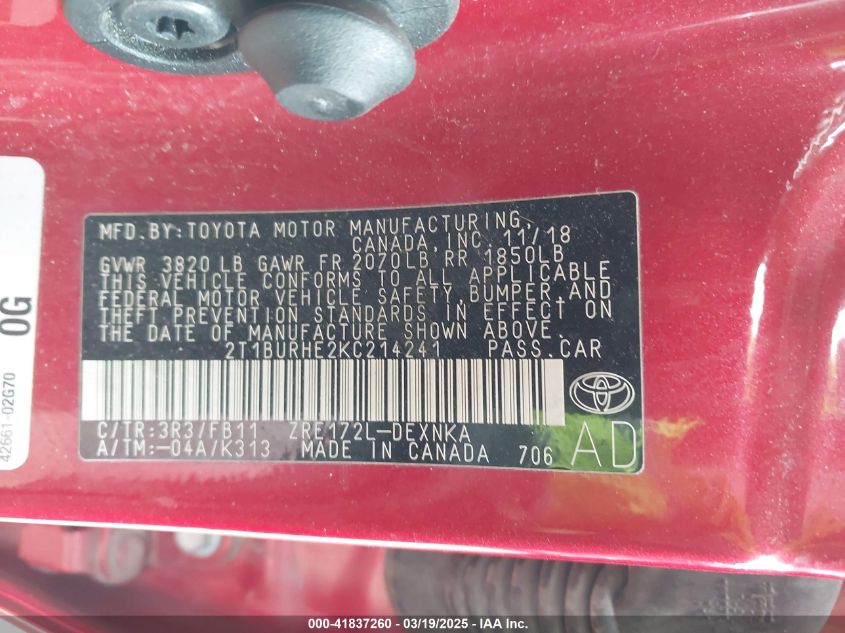 MFD.BY:TOYOTA MOTOR MANUFACTURING,
CANADA, INC. 11/18
GVWR 3820 LB GAWR FR 2070LB RR 1850LB
THIS VEHICLE CONFORMS TO ALL APPLICABLE
FEDERAL MOTOR VEHICLE SAFETY, BUMPER, AND
THEFT PREVENTION STANDARDS IN EFFECT ON
THE DATE OF MANUFACTURE SHOWN ABOVE.
2T1BURHE2KC214241 PASS.CAR
C/TR:3R3/FB11 ZRE172L-DEXNKA
A/TM:-04A/K313 MADE IN CANADA 706
AD
0G
42661-02G70
000-41837260 — 03/19/2025 — IAA Inc.